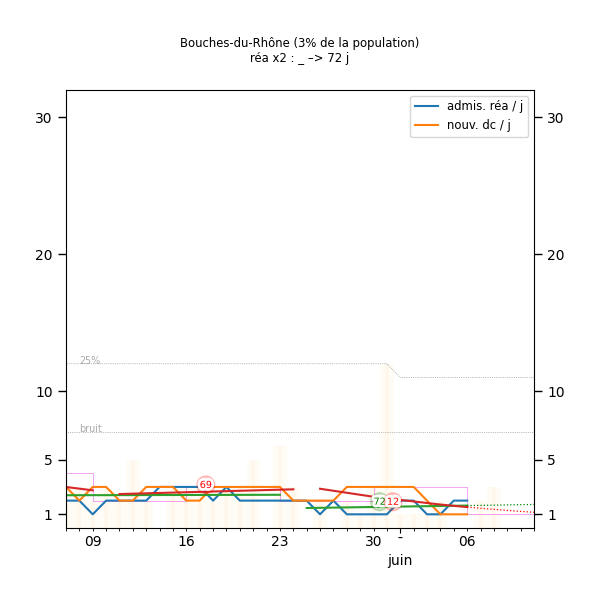 Bouches-du-Rhône (3% de la population)
réa x2 : _ –> 72 j
admis. réa / j
nouv. dc / j
30 30
20 20
25%
10 10
bruit
5 5
69
72 12
1 1
09 16 23 30 - 06
juin